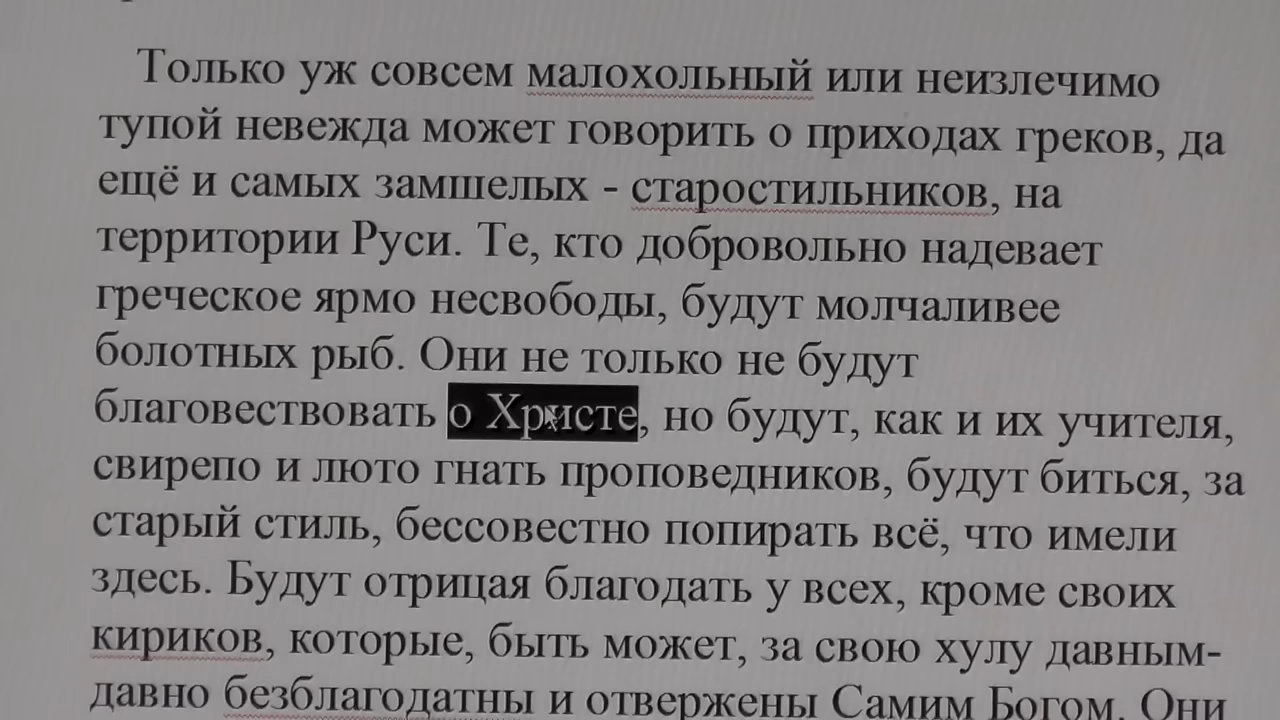 Только уж совсем малохольный или неизлечимо
тупой невежда может говорить о приходах греков, да
ещё и самых замшелых - старостильников, на
территории Руси. Те, кто добровольно надевает
греческое ярмо несвободы, будут молчаливее
болотных рыб. Они не только не будут
благовествовать о Христе, но будут, как и их учителя,
свирепо и люто гнать проповедников, будут биться, за
старый стиль, бессовестно попирать всё, что имели
здесь. Будут отрицая благодать у всех, кроме своих
кириков, которые, быть может, за свою хулу давным-
давно безблагодатны и отвержены Самим Богом. Они